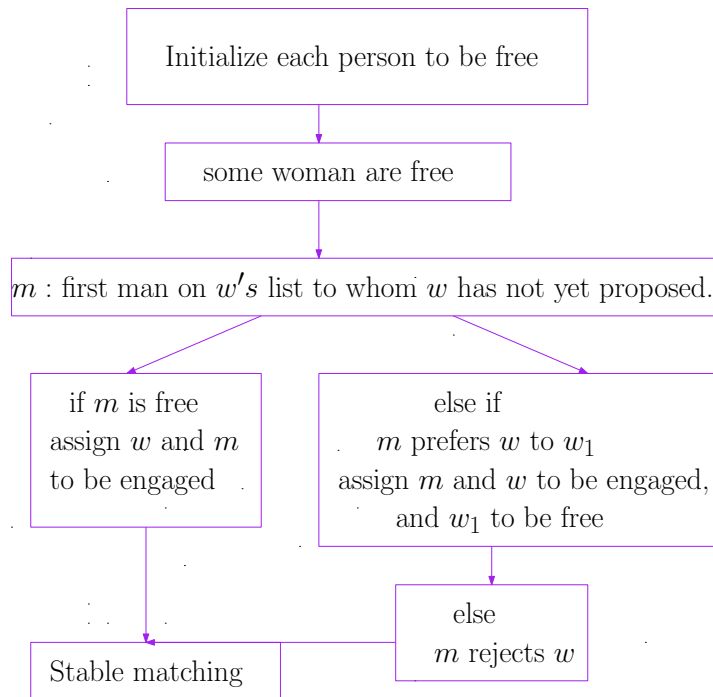 Initialize each person to be free
some woman are free
m : first man on w's list to whom w has not yet proposed.
if m is free
assign w and m
to be engaged
else if
m prefers w to w₁
assign m and w to be engaged,
and w₁ to be free
else
m rejects w
Stable matching